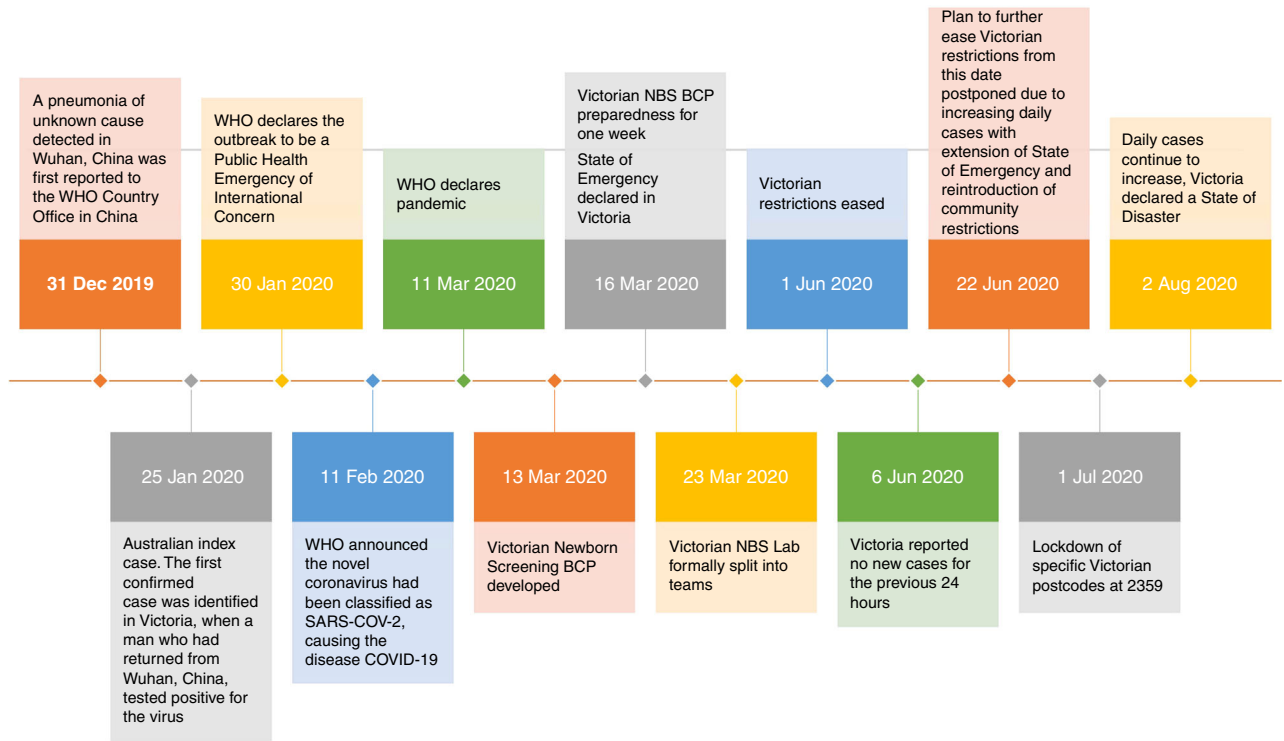 A pneumonia of
unknown cause
detected in
Wuhan, China was
first reported to
the WHO Country
Office in China
31 Dec 2019
25 Jan 2020
Australian index
case. The first
confirmed
case was identified
in Victoria, when a
man who had
returned from
Wuhan, China,
tested positive for
the virus
WHO declares the
outbreak to be a
Public Health
Emergency of
International
Concern
30 Jan 2020
11 Feb 2020
WHO announced
the novel
coronavirus had
been classified as
SARS-COV-2,
causing the
disease COVID-19
WHO declares
pandemic
11 Mar 2020
13 Mar 2020
Victorian Newborn
Screening BCP
developed
Victorian NBS BCP
preparedness for
one week
State of
Emergency
declared in
Victoria
16 Mar 2020
23 Mar 2020
Victorian NBS Lab
formally split into
teams
Victorian
restrictions eased
1 Jun 2020
6 Jun 2020
Victoria reported
no new cases for
the previous 24
hours
Plan to further
ease Victorian
restrictions from
this date
postponed due to
increasing daily
cases with
extension of State
of Emergency and
reintroduction of
community
restrictions
22 Jun 2020
1 Jul 2020
Lockdown of
specific Victorian
postcodes at 2359
Daily cases
continue to
increase, Victoria
declared a State of
Disaster
2 Aug 2020